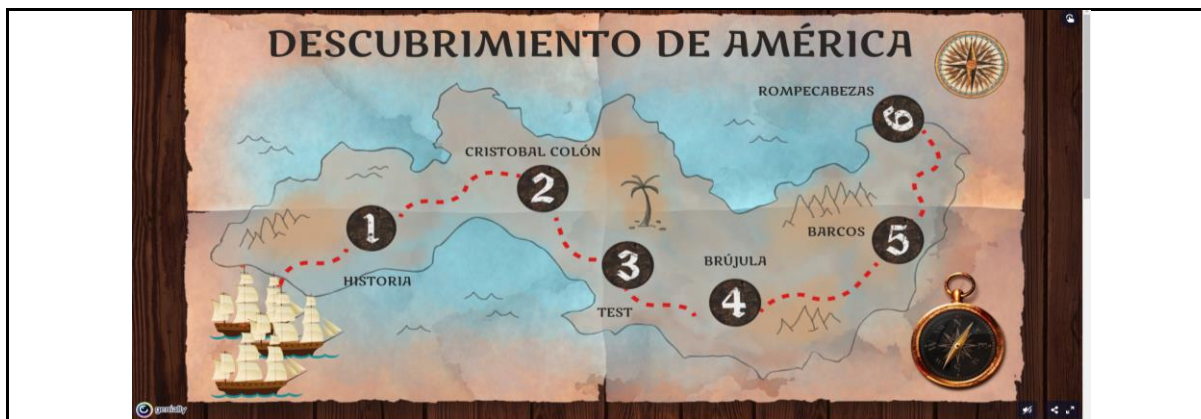 DESCUBRIMIENTO DE AMÉRICA
ROMPECABEZAS
6
CRISTOBAL COLÓN
2
1
HISTORIA
BARCOS
5
3
TEST
BRÚJULA
4
genially